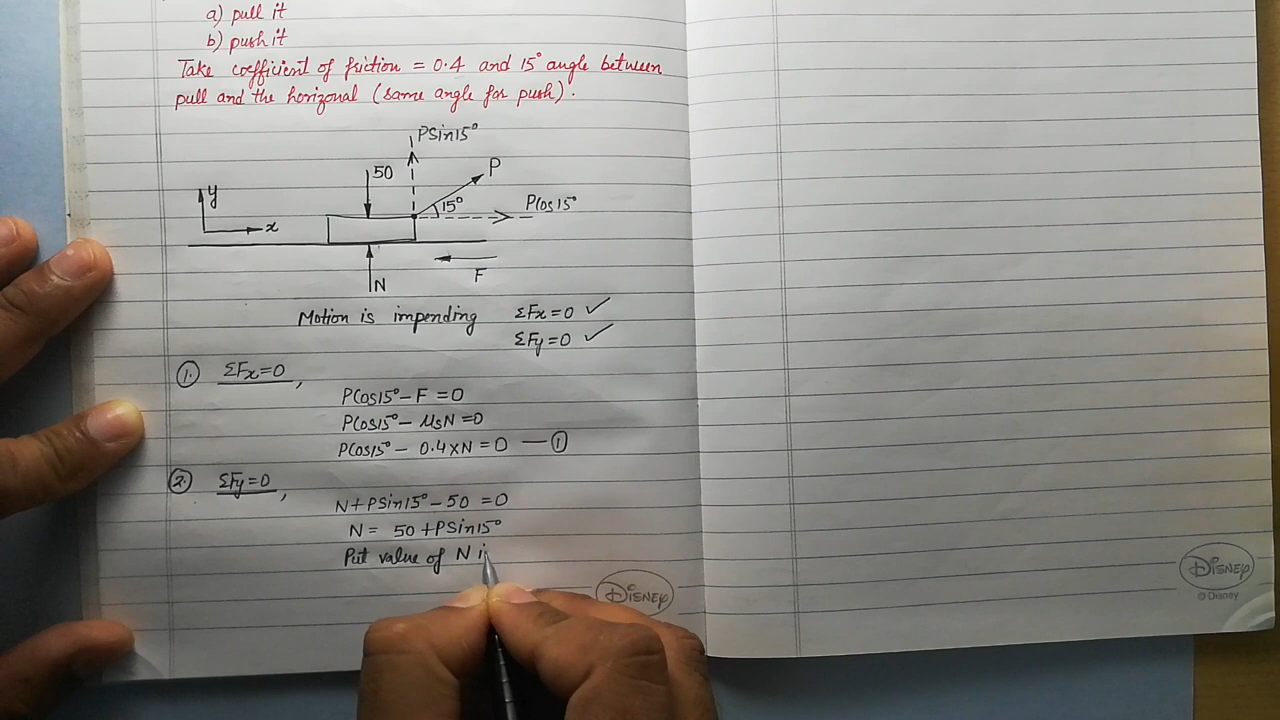 a) pull it
b) push it
Take coefficient of friction = 0.4 and 15° angle between
pull and the horizonal (same angle for push).
PSin15°
50
P
y
15°
PCos15°
x
F
N
Motion is impending ΣFx=0 ✓
ΣFy=0 ✓
① ΣFx=0,
PCos15°- F = 0
PCos15°- μsN =0
PCos15°- 0.4×N = 0 — ①
② ΣFy=0,
N+PSin15°- 50 = 0
N = 50 +PSin15°
Put value of N i
Disney
Disney
© Disney